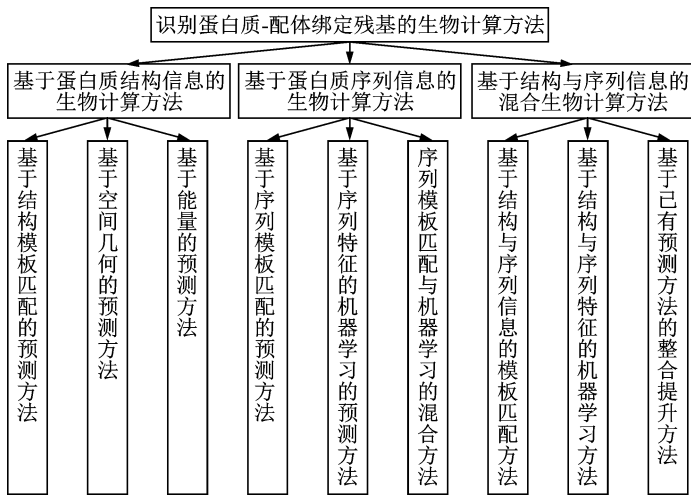 识别蛋白质-配体绑定残基的生物计算方法
基于蛋白质结构信息的
生物计算方法
基于蛋白质序列信息的
生物计算方法
基于结构与序列信息的
混合生物计算方法
基于结构模板匹配的预测方法
基于空间几何的预测方法
基于能量的预测方法
基于序列模板匹配的预测方法
基于序列特征的机器学习的预测方法
序列模板匹配与机器学习的混合方法
基于结构与序列信息的模板匹配方法
基于结构与序列特征的机器学习方法
基于已有预测方法的整合提升方法